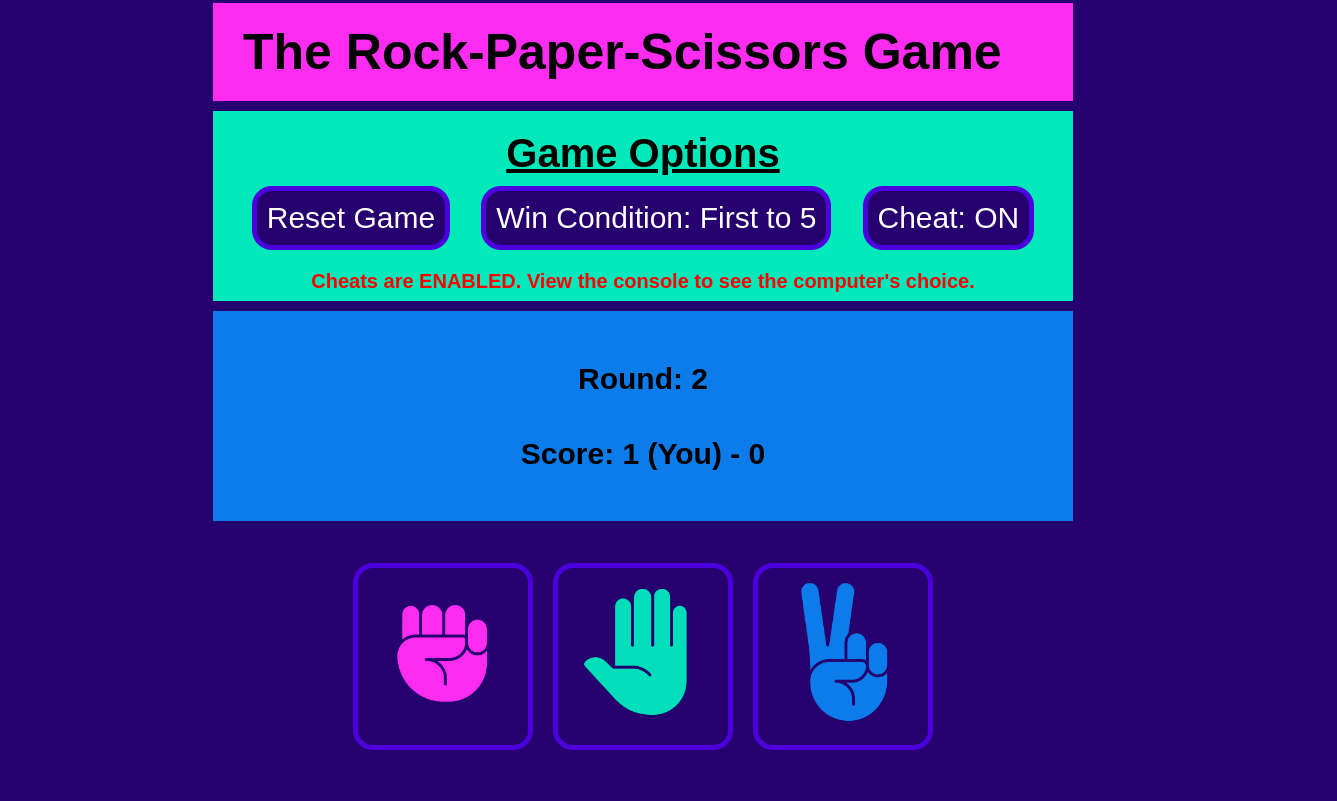 The Rock-Paper-Scissors Game
Game Options
Reset Game
Win Condition: First to 5
Cheat: ON
Cheats are ENABLED. View the console to see the computer's choice.
Round: 2
Score: 1 (You) - 0